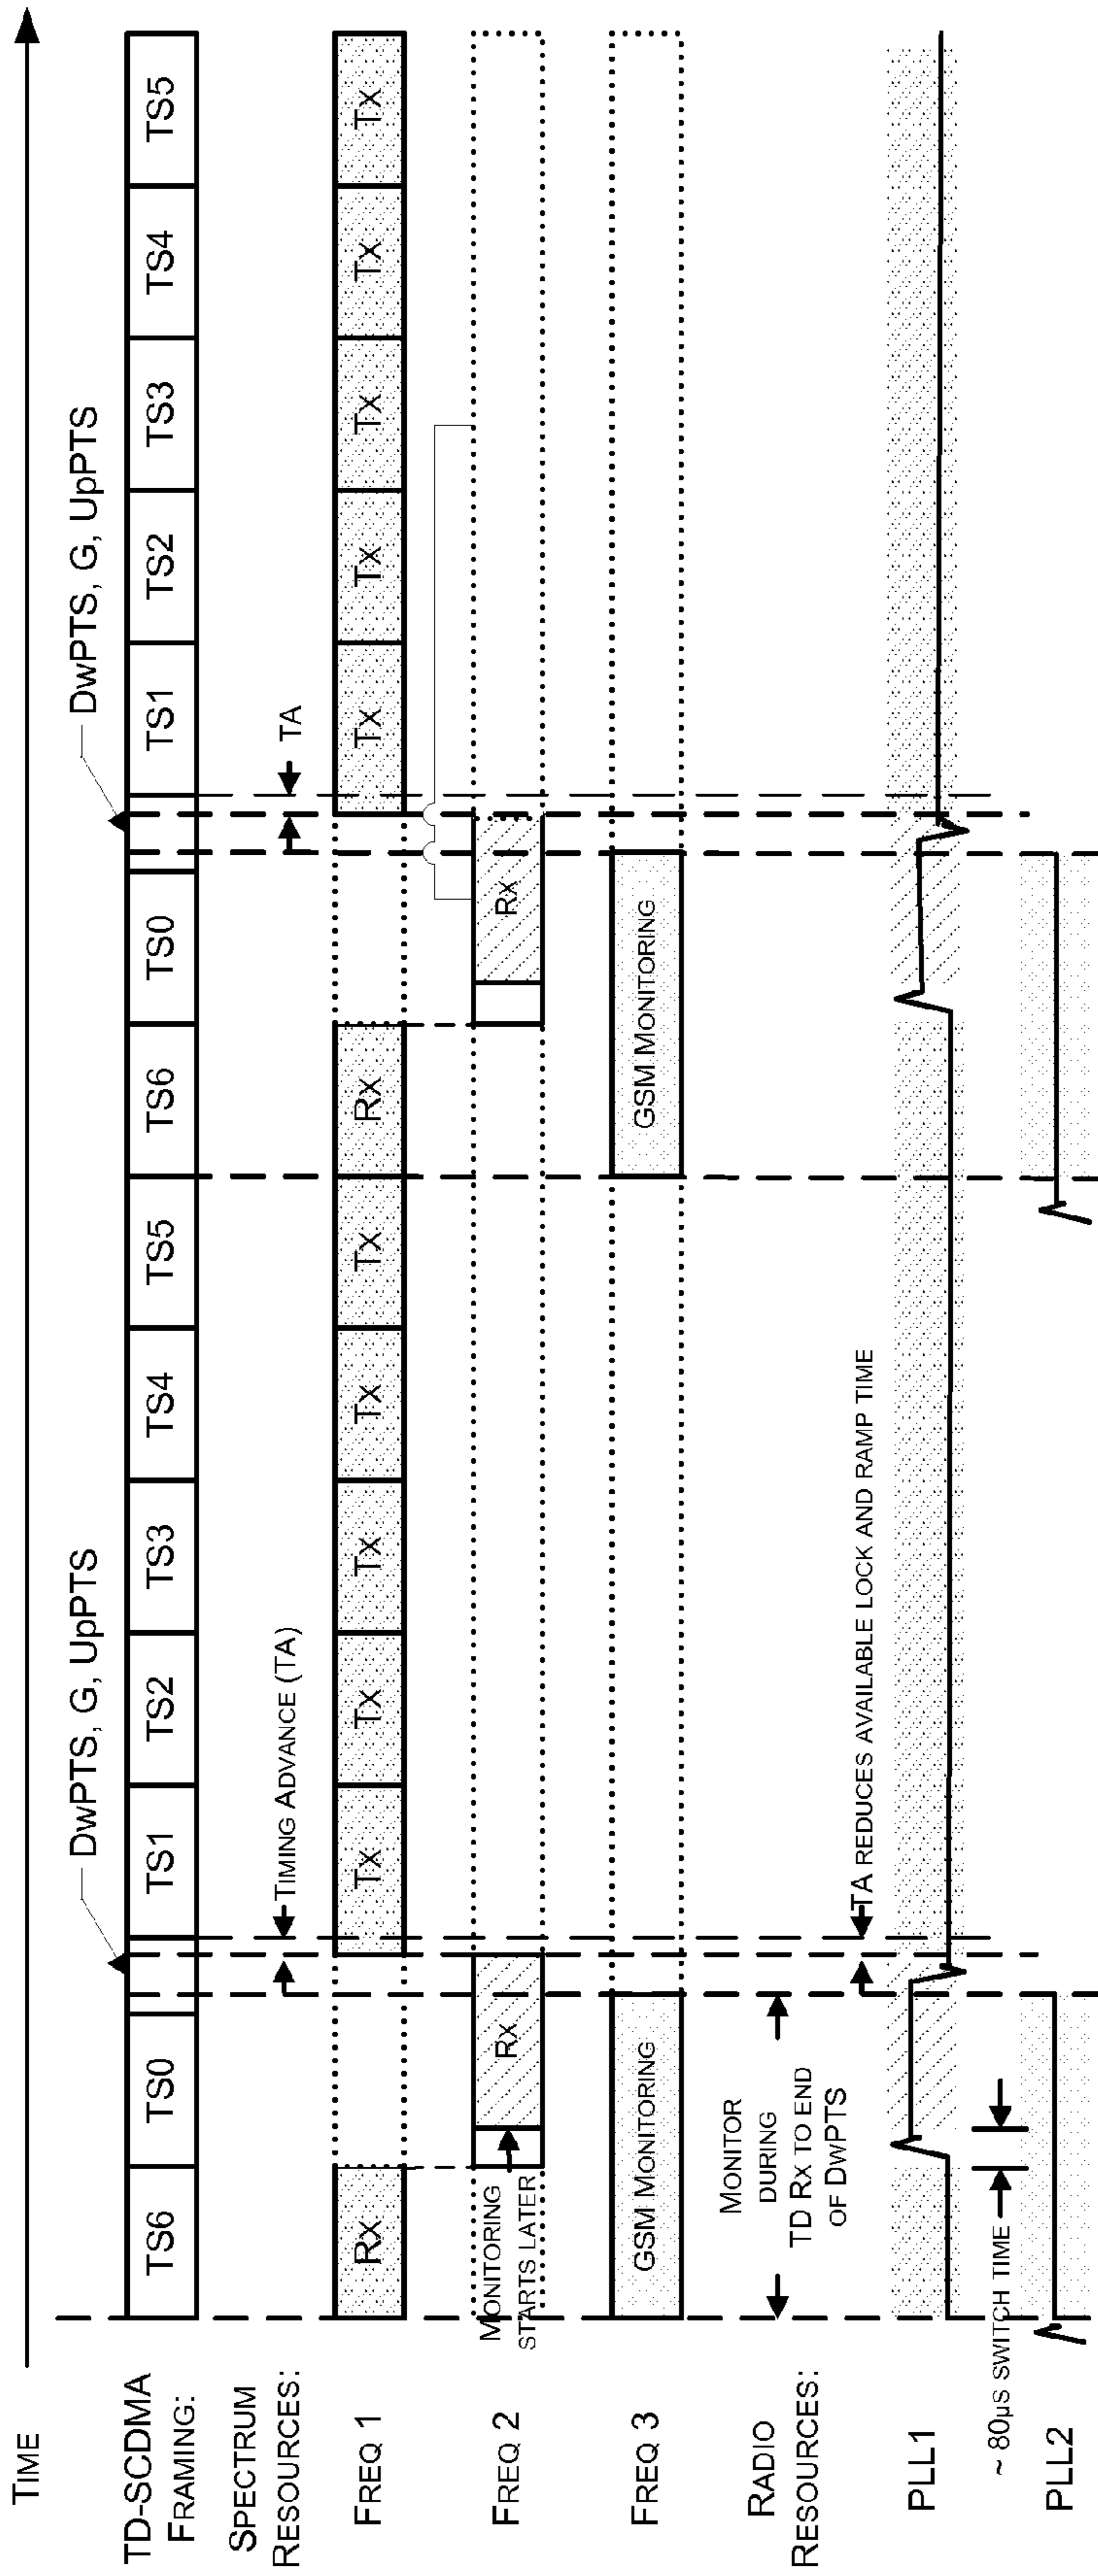 TIME
TD-SCDMA
FRAMING:
TS6
TS0
TS1
TS2
TS3
TS4
TS5
TS6
TS0
TS1
TS2
TS3
TS4
TS5
DwPTS, G, UpPTS
DwPTS, G, UpPTS
SPECTRUM
RESOURCES:
TIMING ADVANCE (TA)
TA
FREQ 1
Rx
Tx
Tx
Tx
Tx
Tx
Rx
Tx
Tx
Tx
Tx
Tx
FREQ 2
MONITORING
STARTS LATER
Rx
Rx
FREQ 3
GSM MONITORING
GSM MONITORING
RADIO
RESOURCES:
MONITOR
DURING
TD RX TO END
OF DWPTS
TA REDUCES AVAILABLE LOCK AND RAMP TIME
PLL1
~ 80µS SWITCH TIME
PLL2